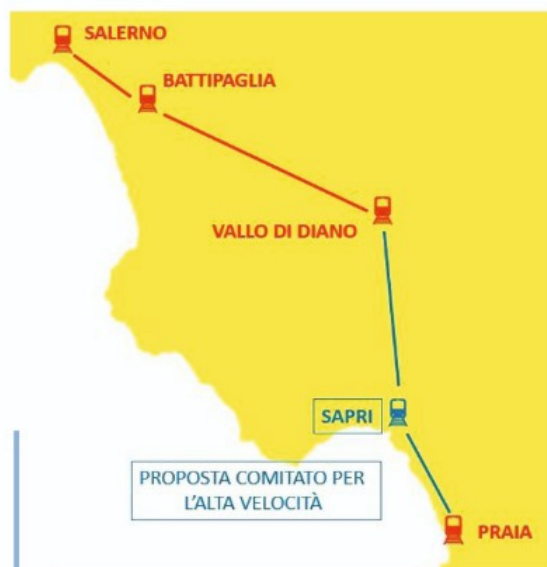 SALERNO
BATTIPAGLIA
VALLO DI DIANO
SAPRI
PROPOSTA COMITATO PER
L'ALTA VELOCITÀ
PRAIA